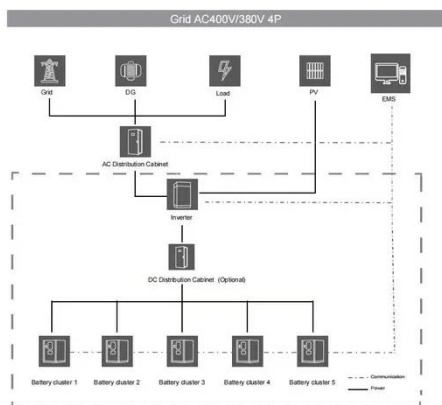 Grid AC400V/380V 4P
Grid
DG
Load
PV
EMS
AC Distribution Cabinet
Inverter
DC Distribution Cabinet (Optional)
Battery cluster 1
Battery cluster 2
Battery cluster 3
Battery cluster 4
Battery cluster 5
Communication
Power